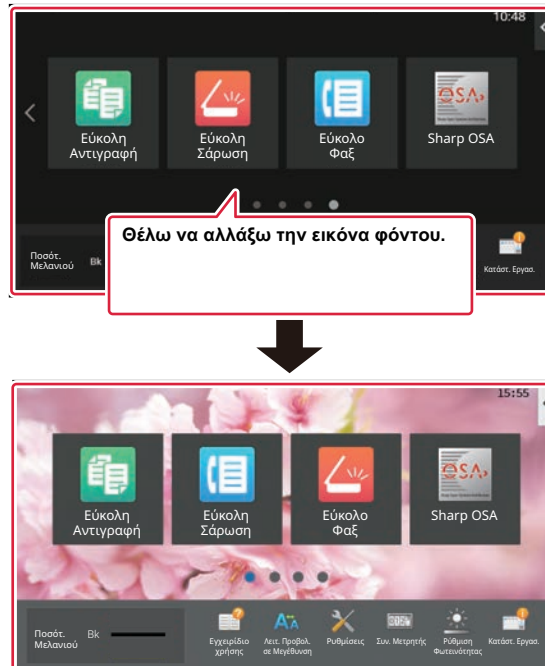 10:48
Εύκολη
Αντιγραφή
Εύκολη
Σάρωση
Εύκολο
Φαξ
OSA
Sharp OSA
Θέλω να αλλάξω την εικόνα φόντου.
Ποσότ.
Μελανιού
Bk
Κατάστ. Εργασ.
15:55
Εύκολη
Αντιγραφή
Εύκολη
Σάρωση
Εύκολο
Φαξ
OSA
Sharp OSA
Ποσότ.
Μελανιού
Bk
Εγχειρίδιο
χρήσης
Λειτ. Προβολ.
σε Μεγέθυνση
Ρυθμίσεις
Συν. Μετρητής
Ρύθμιση
Φωτεινότητας
Κατάστ. Εργασ.